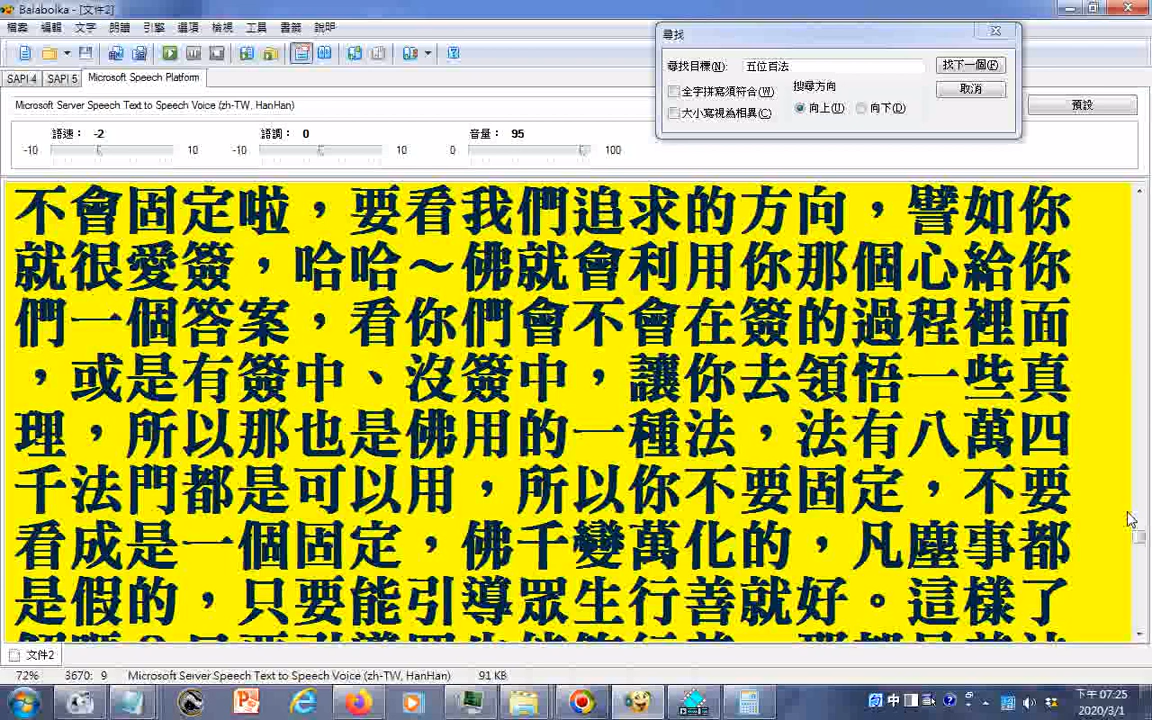 Balabolka - [文件2]
檔案 編輯 文字 朗讀 引擎 選項 檢視 工具 書籤 說明
SAPI 4 SAPI 5 Microsoft Speech Platform
Microsoft Server Speech Text to Speech Voice (zh-TW, HanHan)
預設
語速： -2 語調： 0 音量： 95
-10 10 -10 10 0 100
尋找
尋找目標(N): 五位百法 找下一個(F)
全字拼寫須符合(W) 搜尋方向 取消
大小寫視為相異(C) 向上(U) 向下(D)
不會固定啦，要看我們追求的方向，譬如你
就很愛簽，哈哈～佛就會利用你那個心給你
們一個答案，看你們會不會在簽的過程裡面
，或是有簽中、沒簽中，讓你去領悟一些真
理，所以那也是佛用的一種法，法有八萬四
千法門都是可以用，所以你不要固定，不要
看成是一個固定，佛千變萬化的，凡塵事都
是假的，只要能引導眾生行善就好。這樣了
文件2
72% 3670: 9 Microsoft Server Speech Text to Speech Voice (zh-TW, HanHan) 91 KB
中
下午 07:25
2020/3/1